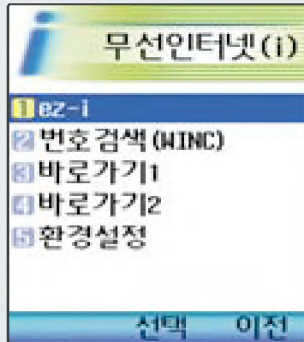 i 무선인터넷(i)
1 ez-i
2 번호검색(WINC)
3 바로가기1
4 바로가기2
5 환경설정
선택 이전